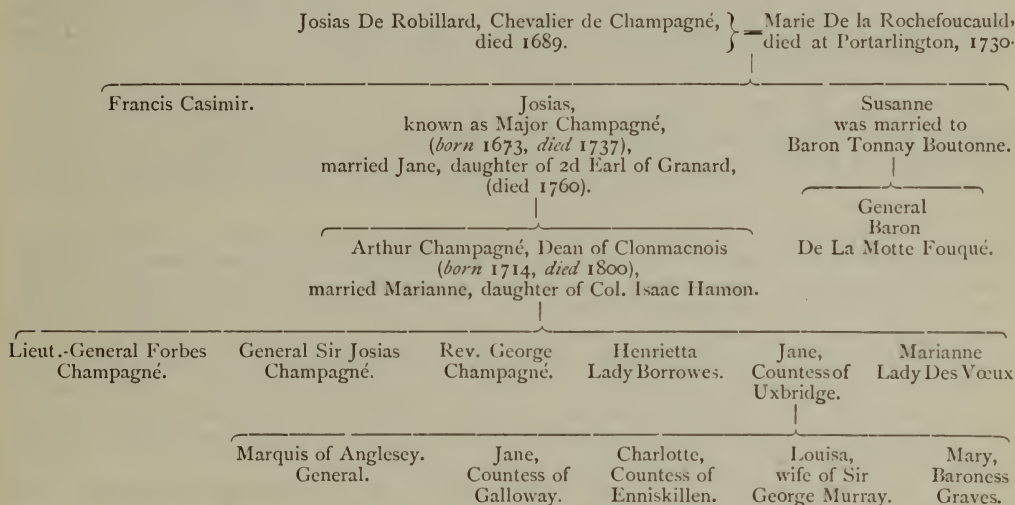 Josias De Robillard, Chevalier de Champagné,
died 1689.
} =
Marie De la Rochefoucauld,
died at Portarlington, 1730.
Francis Casimir.
Josias,
known as Major Champagné,
(born 1673, died 1737),
married Jane, daughter of 2d Earl of Granard,
(died 1760).
Susanne
was married to
Baron Tonnay Boutonne.
General
Baron
De La Motte Fouqué.
Arthur Champagné, Dean of Clonmacnois
(born 1714, died 1800),
married Marianne, daughter of Col. Isaac Hamon.
Lieut.-General Forbes
Champagné.
General Sir Josias
Champagné.
Rev. George
Champagné.
Henrietta
Lady Borrowes.
Jane,
Countess of
Uxbridge.
Marianne
Lady Des Vœux
Marquis of Anglesey.
General.
Jane,
Countess of
Galloway.
Charlotte,
Countess of
Enniskillen.
Louisa,
wife of Sir
George Murray.
Mary,
Baroness
Graves.